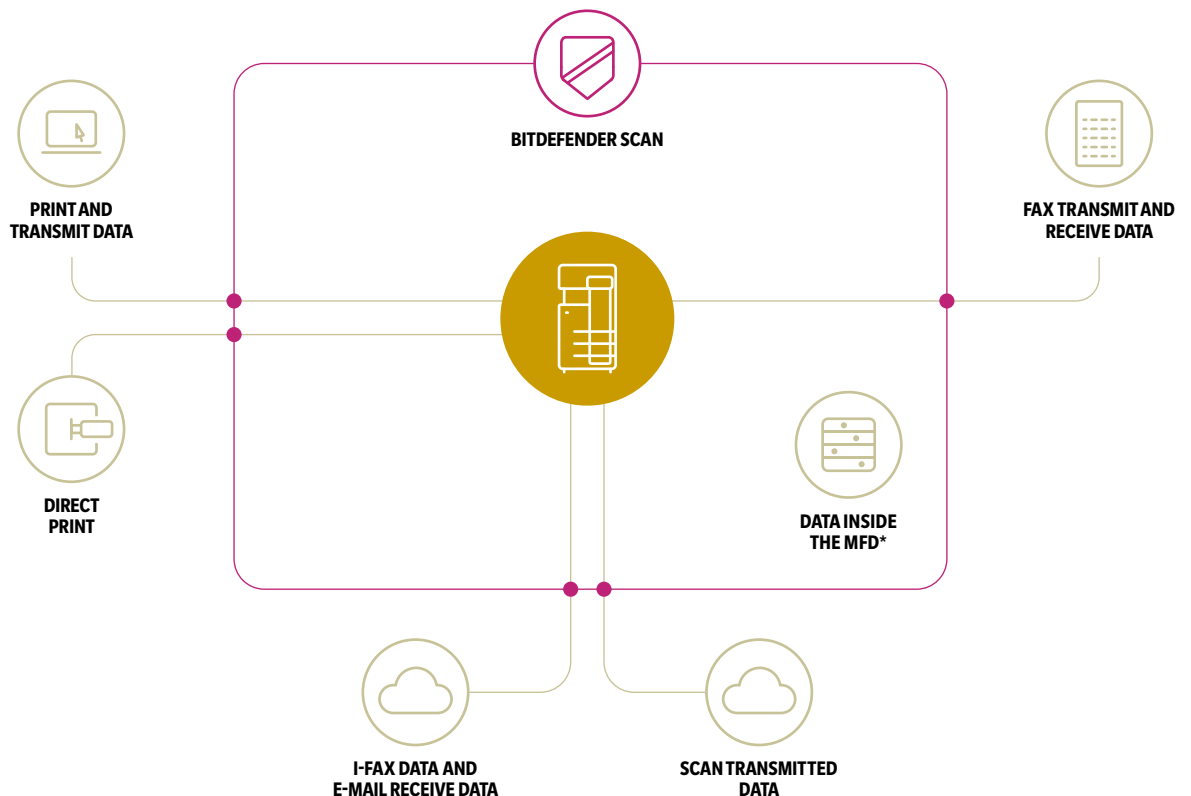 BITDEFENDER SCAN
PRINT AND
TRANSMIT DATA
FAX TRANSMIT AND
RECEIVE DATA
DIRECT
PRINT
DATA INSIDE
THE MFD*
I-FAX DATA AND
E-MAIL RECEIVE DATA
SCAN TRANSMITTED
DATA